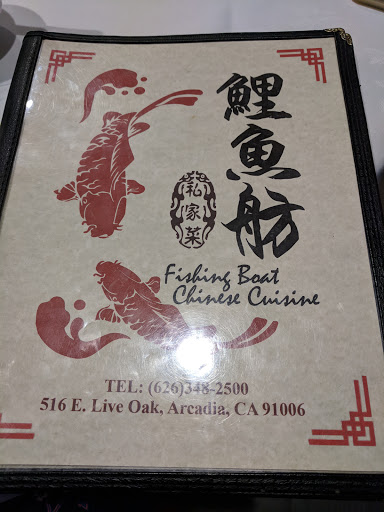 鯉魚舫
私家菜
Fishing Boat
Chinese Cuisine
TEL: (626)348-2500
516 E. Live Oak, Arcadia, CA 91006